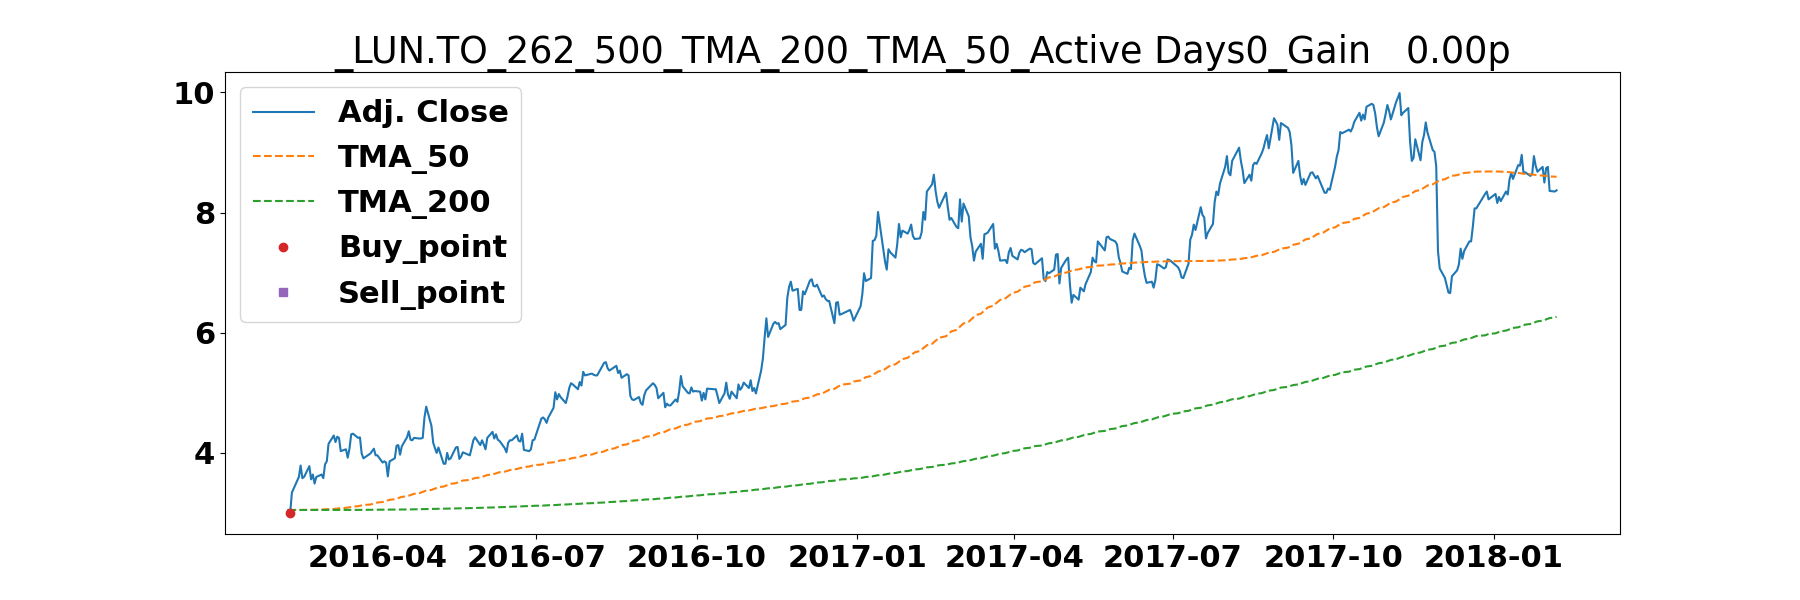 _LUN.TO_262_500_TMA_200_TMA_50_Active Days0_Gain   0.00p
10
8
6
4
Adj. Close
TMA_50
TMA_200
Buy_point
Sell_point
2016-04 2016-07 2016-10 2017-01 2017-04 2017-07 2017-10 2018-01